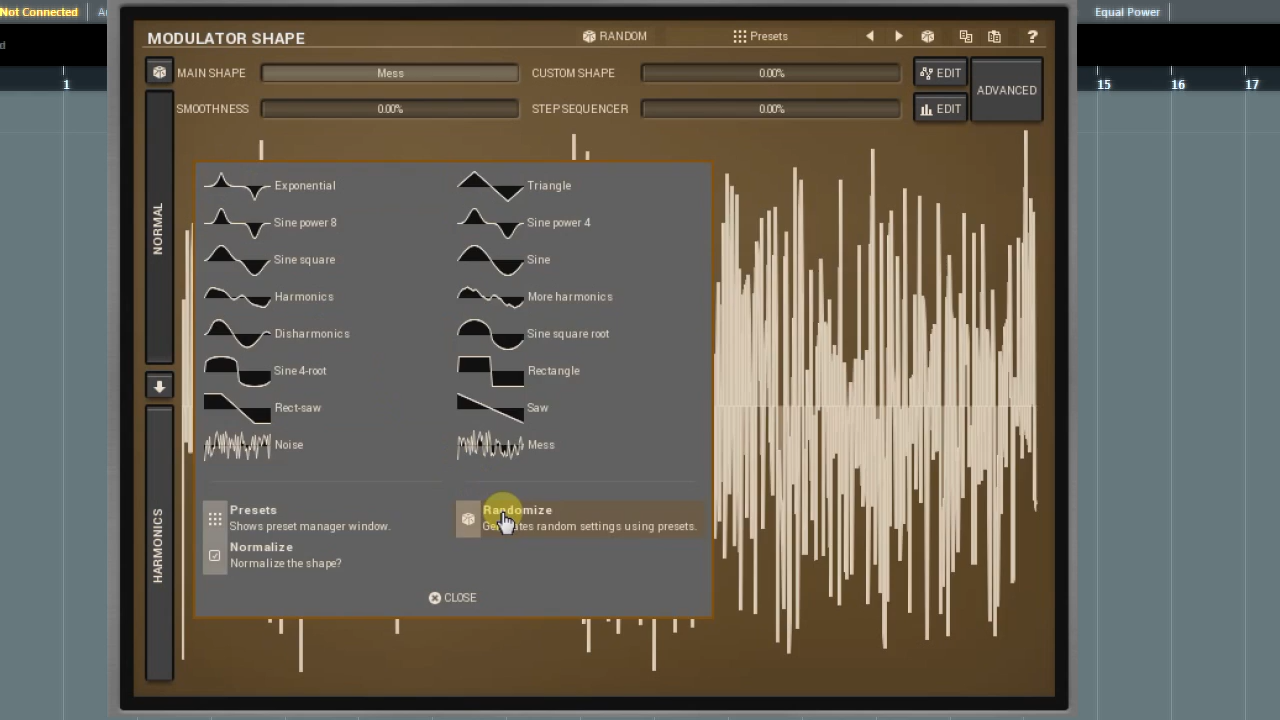 Not Connected
Equal Power
MODULATOR SHAPE
RANDOM
Presets
?
MAIN SHAPE
Mess
CUSTOM SHAPE
0.00%
EDIT
ADVANCED
SMOOTHNESS
0.00%
STEP SEQUENCER
0.00%
EDIT
1
15
16
17
NORMAL
HARMONICS
Exponential
Triangle
Sine power 8
Sine power 4
Sine square
Sine
Harmonics
More harmonics
Disharmonics
Sine square root
Sine 4-root
Rectangle
Rect-saw
Saw
Noise
Mess
Presets
Shows preset manager window.
Randomize
Generates random settings using presets.
Normalize
Normalize the shape?
CLOSE